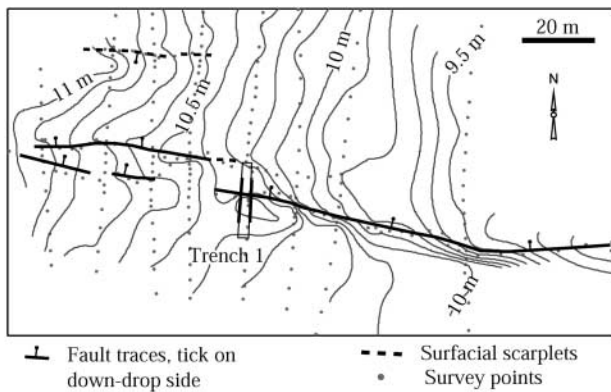 20 m
11 m
10.5 m
10 m
9.5 m
N
Trench 1
10 m
Fault traces, tick on
down-drop side
Surfacial scarplets
Survey points